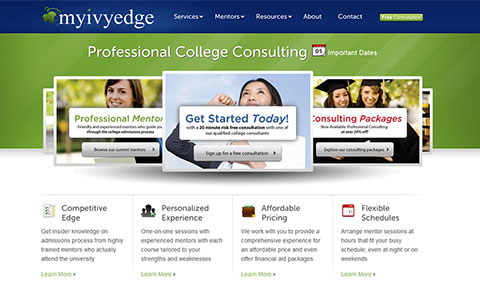 myivyedge
Services Mentors Resources About Contact Free Consultation
Professional College Consulting 05 Important Dates
Professional Mentors
Friendly and experienced mentors who guide you
through the college admissions process
Browse our current mentors
Get Started Today!
with a 20 minute risk free consultation with one of
our qualified college consultants
Sign up for a free consultation
Consulting Packages
Now Available Professional Consulting
at over 20% off!
Explore our consulting packages
Competitive
Edge
Get insider knowledge on
admissions process from highly
trained mentors who actually
attend the university
Learn More
Personalized
Experience
One-on-one sessions with
experienced mentors with each
course tailored to your
strengths and weaknesses
Learn More
Affordable
Pricing
We work with you to provide a
comprehensive experience for
an affordable price and even
offer financial aid packages
Learn More
Flexible
Schedules
Arrange mentor sessions at
hours that fit your busy
schedule; even at night or on
weekends
Learn More